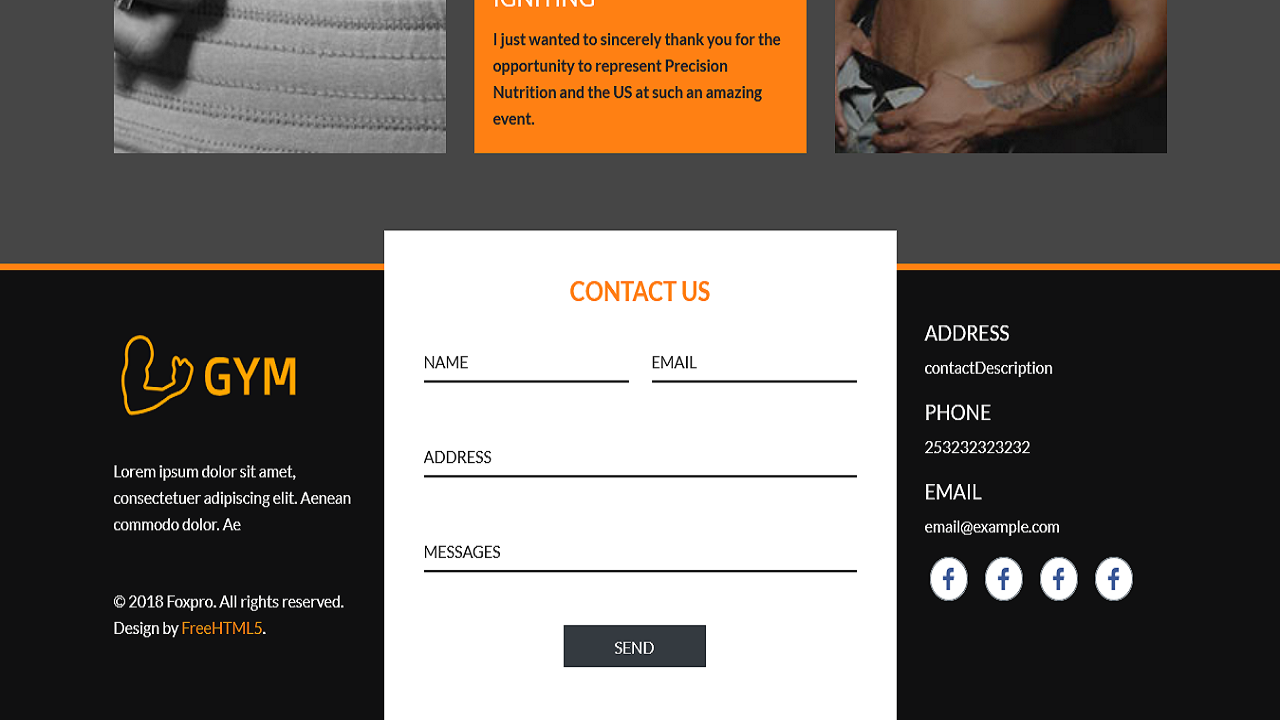 IGNITING
I just wanted to sincerely thank you for the
opportunity to represent Precision
Nutrition and the US at such an amazing
event.
CONTACT US
NAME
EMAIL
ADDRESS
MESSAGES
SEND
GYM
Lorem ipsum dolor sit amet,
consectetuer adipiscing elit. Aenean
commodo dolor. Ae
© 2018 Foxpro. All rights reserved.
Design by FreeHTML5.
ADDRESS
contactDescription
PHONE
253232323232
EMAIL
email@example.com